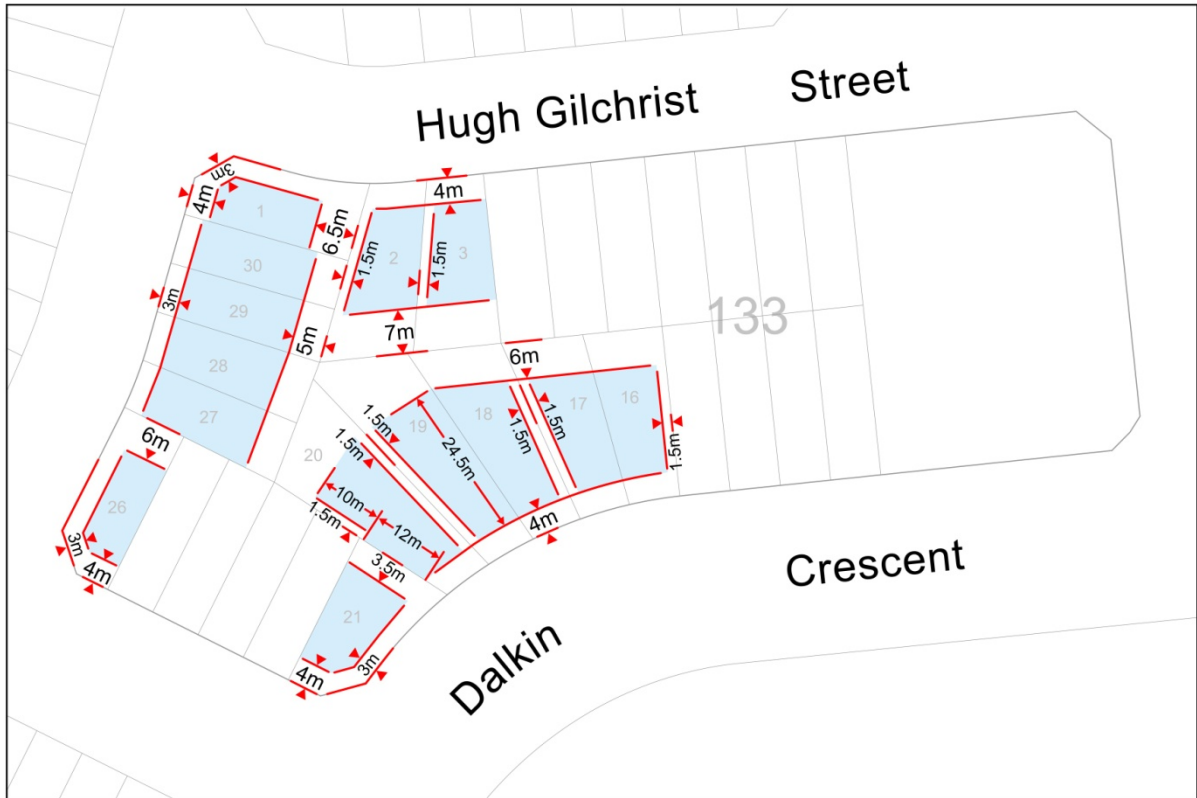 Hugh Gilchrist Street
3m
4m
1
6.5m
4m
1.5m
2
1.5m
3
30
3m
29
5m
7m
133
28
6m
27
6m
1.5m
19
18
17
16
1.5m
1.5m
24.5m
1.5m
1.5m
20
10m
1.5m
12m
4m
26
3m
4m
3.5m
21
4m
3m
Dalkin Crescent